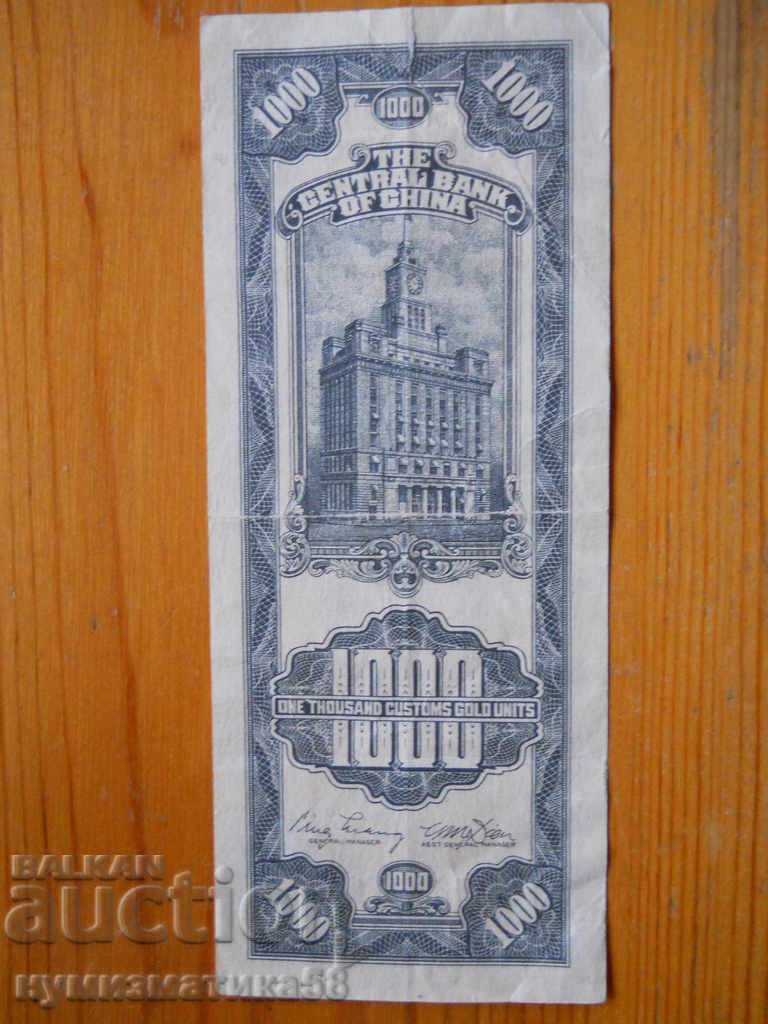 1000 1000 1000
THE
CENTRAL BANK
OF CHINA
1000
ONE THOUSAND CUSTOMS GOLD UNITS
GENERAL MANAGER ASST GENERAL MANAGER
1000 1000 1000
BALKAN
auction
нумизматика58